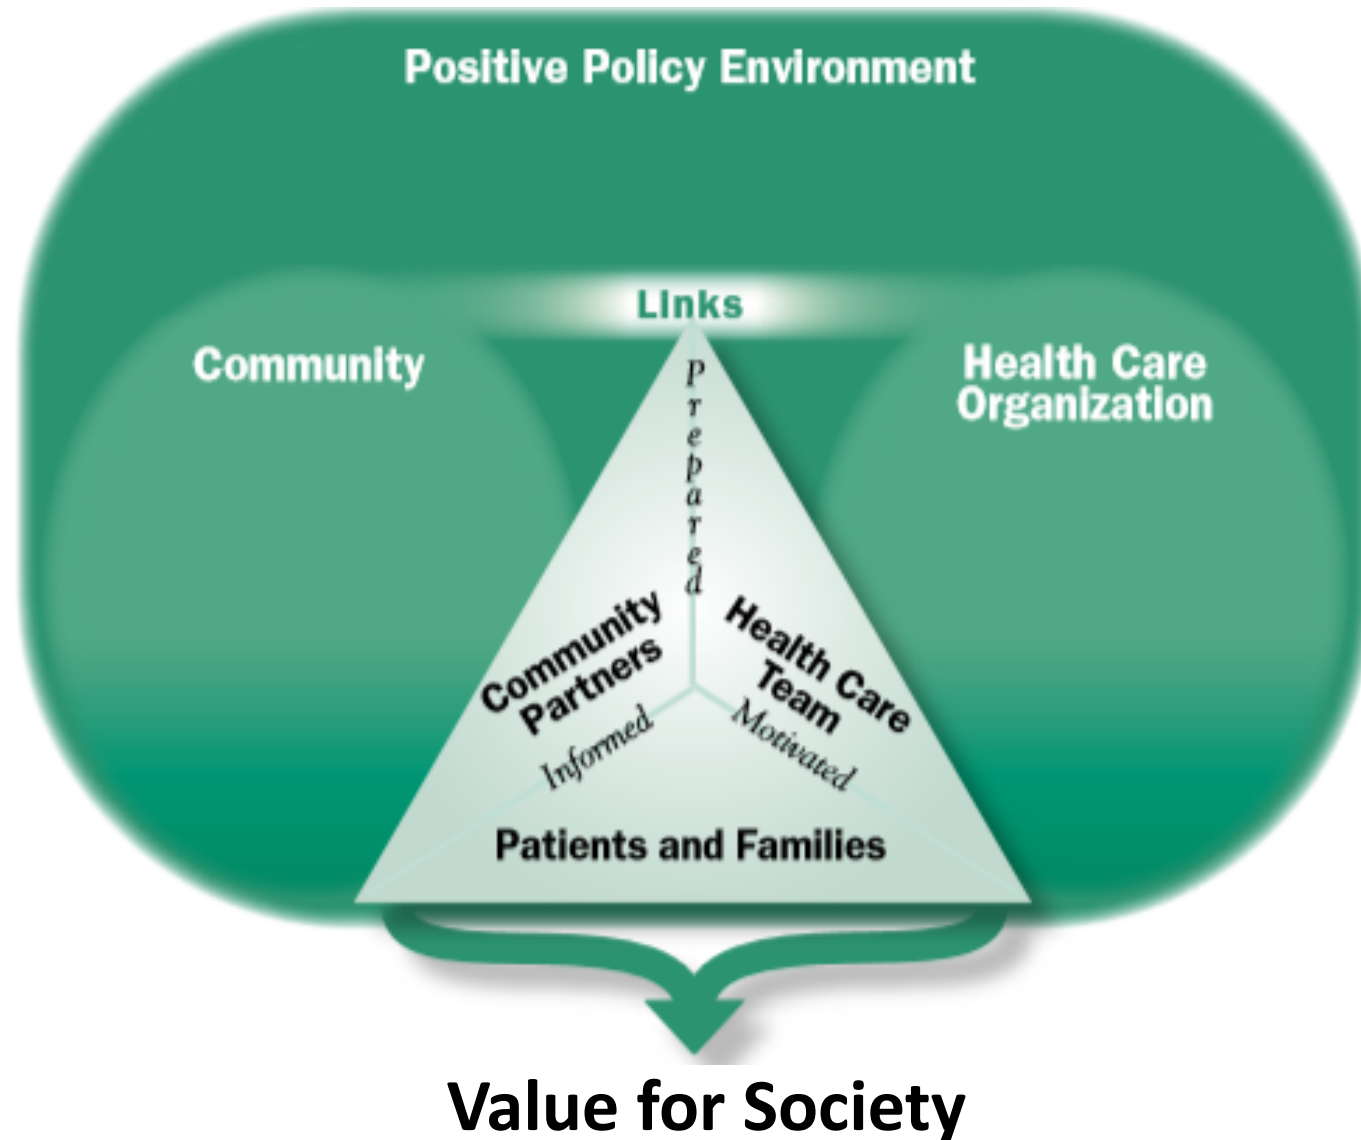 Positive Policy Environment
Links
Community
Health Care
Organization
Prepared
Community
Partners
Health Care
Team
Informed
Motivated
Patients and Families
Value for Society